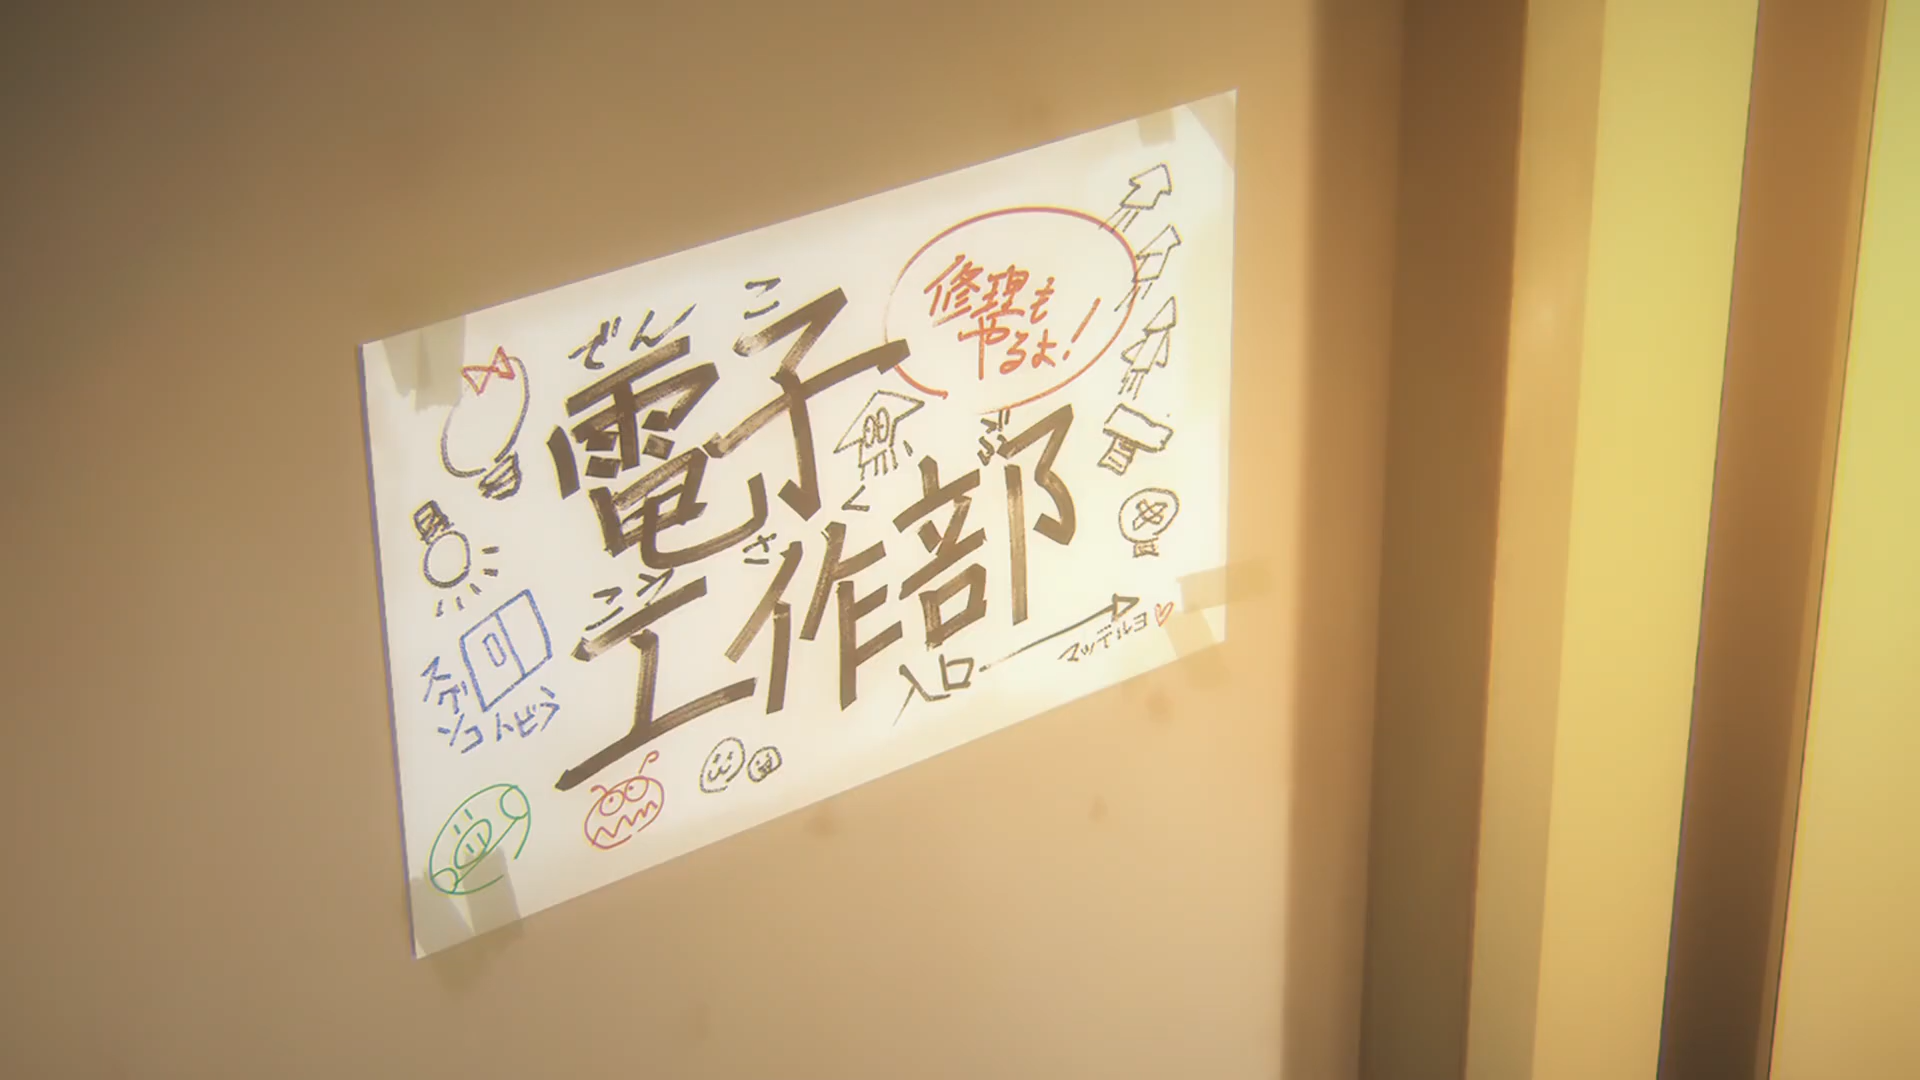 でんし
電子
修理も
やるよ!
こうさくぶ
工作部
入口
マッテルヨ
スゲ
ソコトビラ